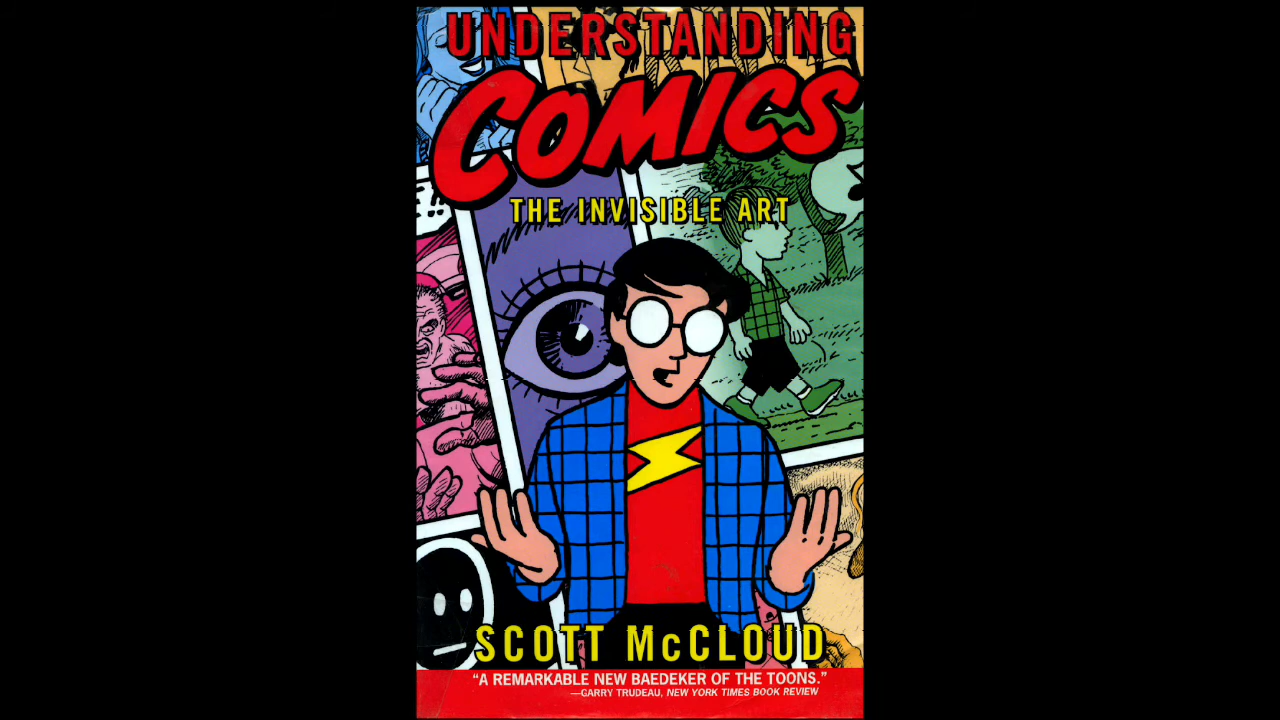 UNDERSTANDING
COMICS
THE INVISIBLE ART
SCOTT McCLOUD
“A REMARKABLE NEW BAEDEKER OF THE TOONS.”
—GARRY TRUDEAU, NEW YORK TIMES BOOK REVIEW